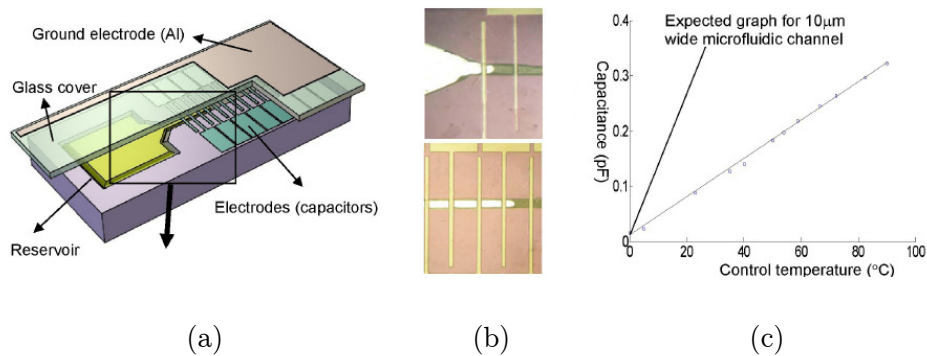 Ground electrode (Al)
Glass cover
Electrodes (capacitors)
Reservoir
Expected graph for 10μm
wide microfluidic channel
Capacitance (pF)
0.4
0.3
0.2
0.1
0
0 20 40 60 80 100
Control temperature (°C)
(a) (b) (c)